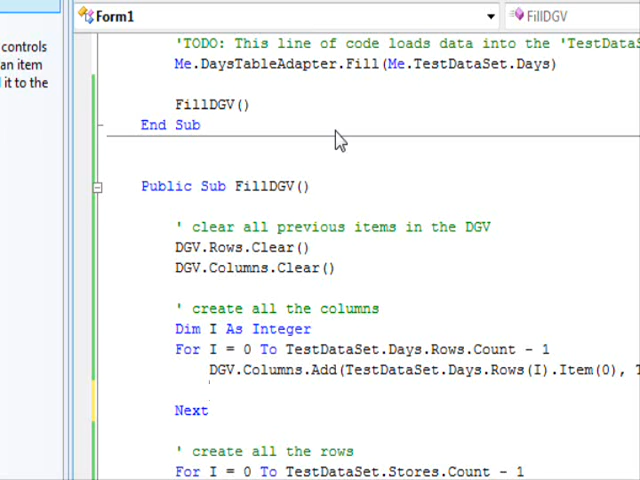 Form1
FillDGV
controls
an item
it to the
'TODO: This line of code loads data into the 'TestDataS
Me.DaysTableAdapter.Fill(Me.TestDataSet.Days)
FillDGV()
End Sub
Public Sub FillDGV()
' clear all previous items in the DGV
DGV.Rows.Clear()
DGV.Columns.Clear()
' create all the columns
Dim I As Integer
For I = 0 To TestDataSet.Days.Rows.Count - 1
DGV.Columns.Add(TestDataSet.Days.Rows(I).Item(0), T
'
Next
' create all the rows
For I = 0 To TestDataSet.Stores.Count - 1